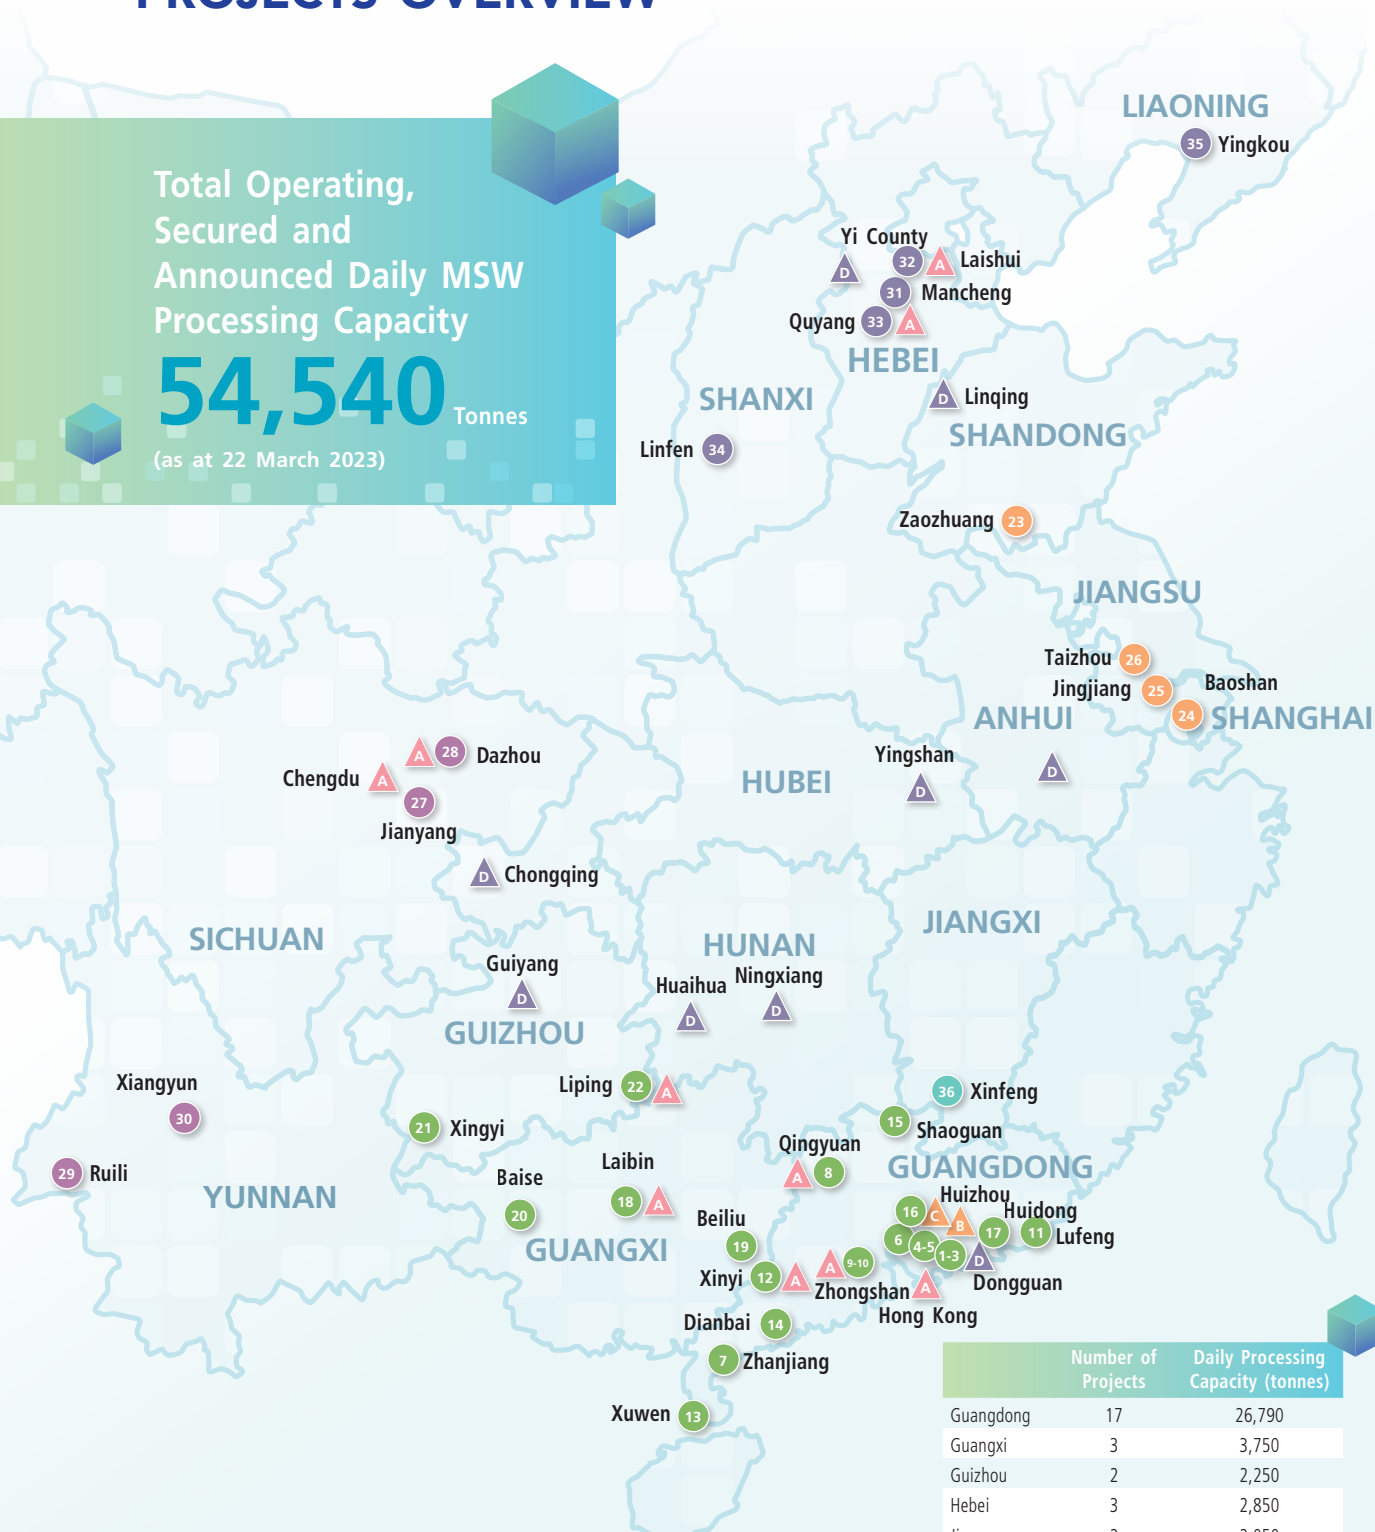 PROJECTS OVERVIEW
Total Operating,
Secured and
Announced Daily MSW
Processing Capacity
54,540 Tonnes
(as at 22 March 2023)
LIAONING
35 Yingkou
Yi County
D 32 A Laishui
31 Mancheng
Quyang 33 A
HEBEI
SHANXI
D Linqing
SHANDONG
Linfen 34
Zaozhuang 23
JIANGSU
Taizhou 26
Jingjiang 25
Baoshan
24 SHANGHAI
ANHUI
D
Yingshan
D
HUBEI
A 28 Dazhou
Chengdu A
27
Jianyang
D Chongqing
SICHUAN
JIANGXI
HUNAN
Guiyang
D
Huaihua
D
Ningxiang
D
GUIZHOU
Xiangyun
30
Liping 22 A
36 Xinfeng
21 Xingyi
15 Shaoguan
Qingyuan
A 8
GUANGDONG
29 Ruili
YUNNAN
Baise
20
Laibin
18 A
GUANGXI
Beiliu
19
Huizhou
16 C B
Huidong
17 11 Lufeng
6 4-5 1-3 D
Dongguan
Xinyi 12 A
A 9-10
Zhongshan
A
Hong Kong
Dianbai 14
7 Zhanjiang
Xuwen 13
Number of Daily Processing
Projects Capacity (tonnes)
Guangdong 17 26,790
Guangxi 3 3,750
Guizhou 2 2,250
Hebei 3 2,850